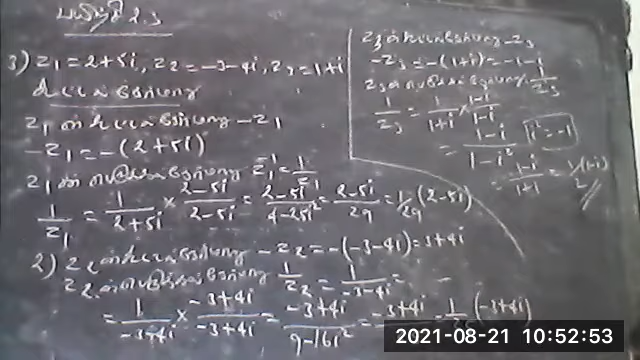 பயிற்சி 2.3
3) z₁ = 2+5i, z₂ = -3-4i, z₃ = 1+i
கூட்டல் நேர்மாறு
z₁ ன் கூட்டல் நேர்மாறு -z₁
-z₁ = -(2+5i)
z₁ ன் பெருக்கல் நேர்மாறு z₁⁻¹ = 1/z₁
1/z₁ = 1/(2+5i) × (2-5i)/(2-5i) = (2-5i)/(4-25i²) = (2-5i)/29 = 1/29 (2-5i)
2) z₂ ன் கூட்டல் நேர்மாறு -z₂ = -(-3-4i) = 3+4i
z₂ ன் பெருக்கல் நேர்மாறு 1/z₂ = 1/(-3-4i) =
= 1/(-3-4i) × (-3+4i)/(-3+4i) = (-3+4i)/(9-16i²) = (-3+4i) (-3+4i)
z₃ ன் கூட்டல் நேர்மாறு -z₃
-z₃ = -(1+i) = -1-i
z₃ ன் பெருக்கல் நேர்மாறு 1/z₃
1/z₃ = 1/(1+i) × (1-i)/(1-i)
= (1-i)/(1-i²) i² = -1
= (1-i)/(1+1) = 1/2 (1-i)
2021-08-21 10:52:53